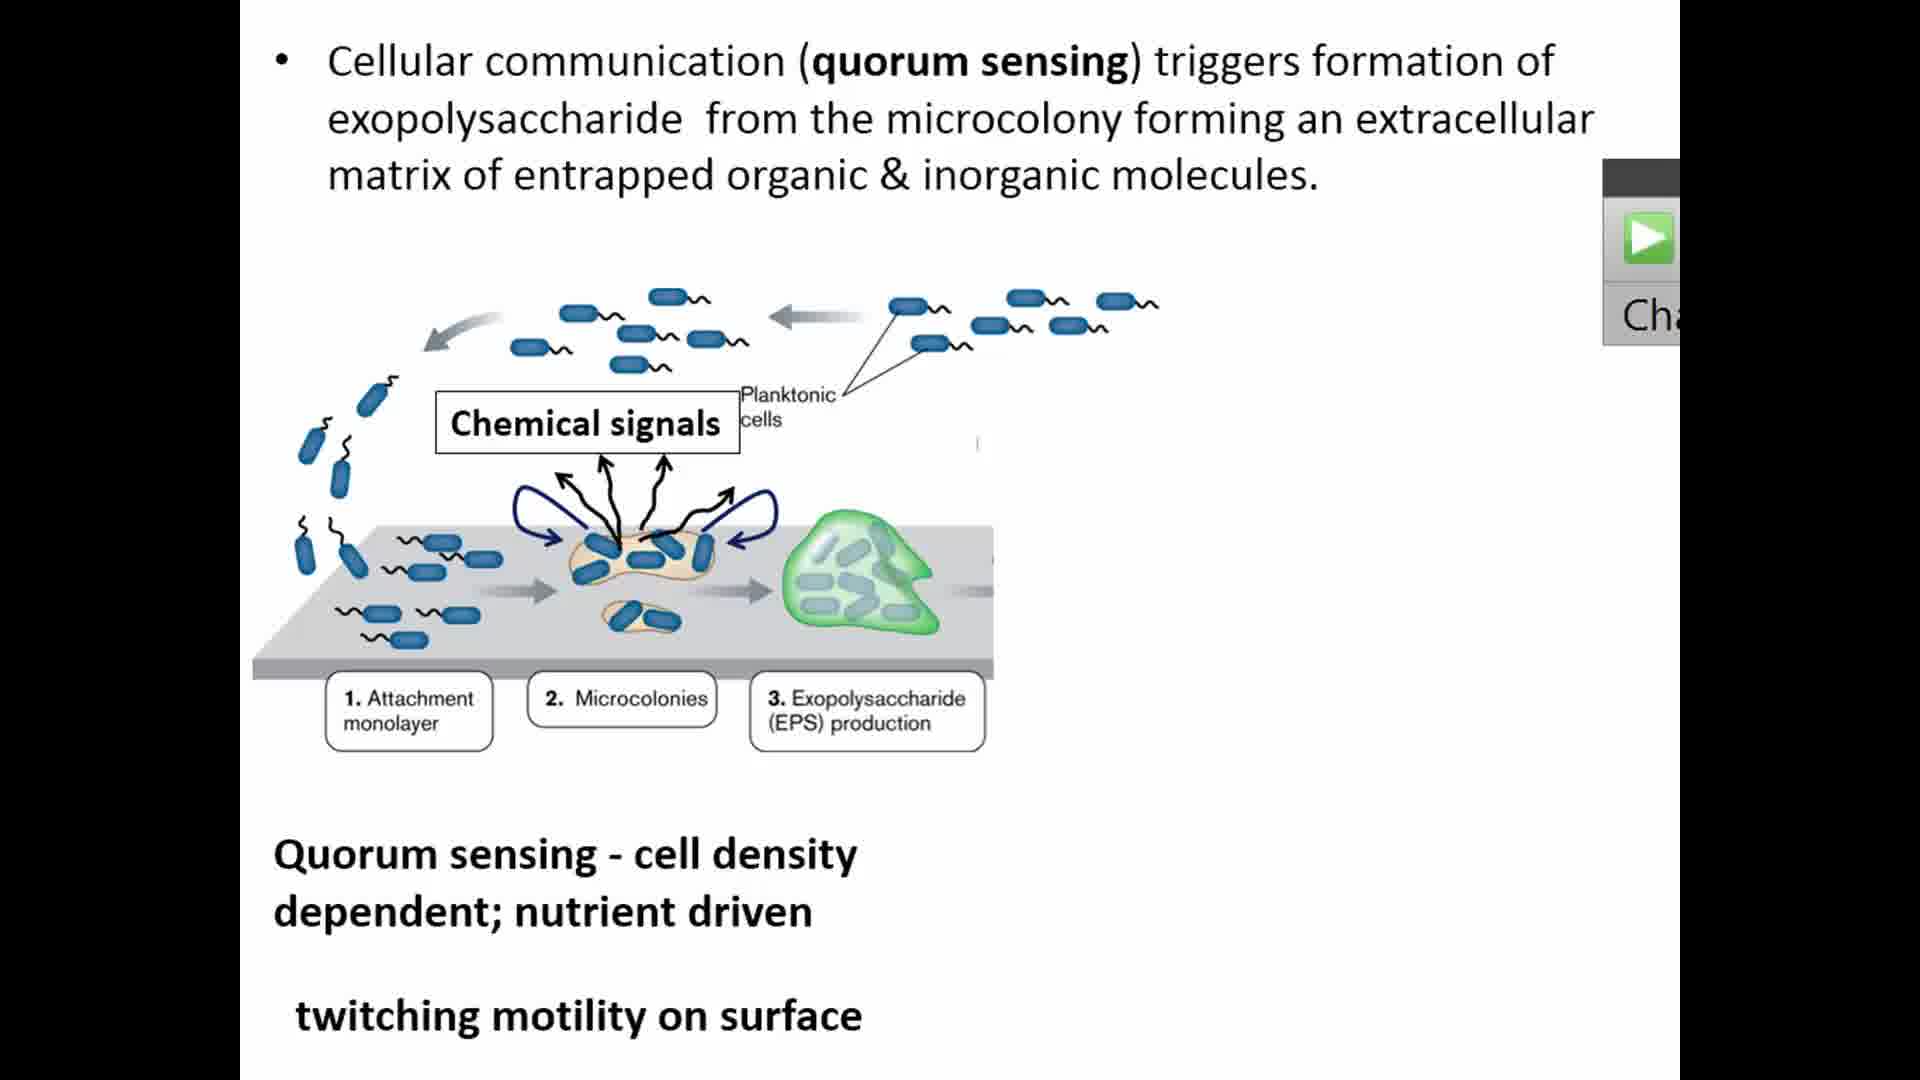 • Cellular communication (quorum sensing) triggers formation of
exopolysaccharide from the microcolony forming an extracellular
matrix of entrapped organic & inorganic molecules.
Planktonic
cells
Chemical signals
1. Attachment
monolayer
2. Microcolonies
3. Exopolysaccharide
(EPS) production
Quorum sensing - cell density
dependent; nutrient driven
twitching motility on surface